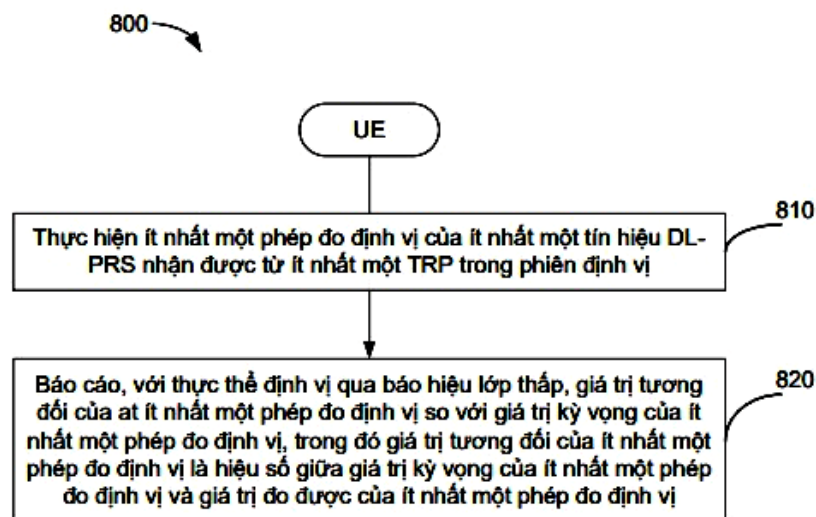 800
UE
810
Thực hiện ít nhất một phép đo định vị của ít nhất một tín hiệu DL-
PRS nhận được từ ít nhất một TRP trong phiên định vị
820
Báo cáo, với thực thể định vị qua báo hiệu lớp thấp, giá trị tương
đối của at ít nhất một phép đo định vị so với giá trị kỳ vọng của ít
nhất một phép đo định vị, trong đó giá trị tương đối của ít nhất một
phép đo định vị là hiệu số giữa giá trị kỳ vọng của ít nhất một phép
đo định vị và giá trị đo được của ít nhất một phép đo định vị